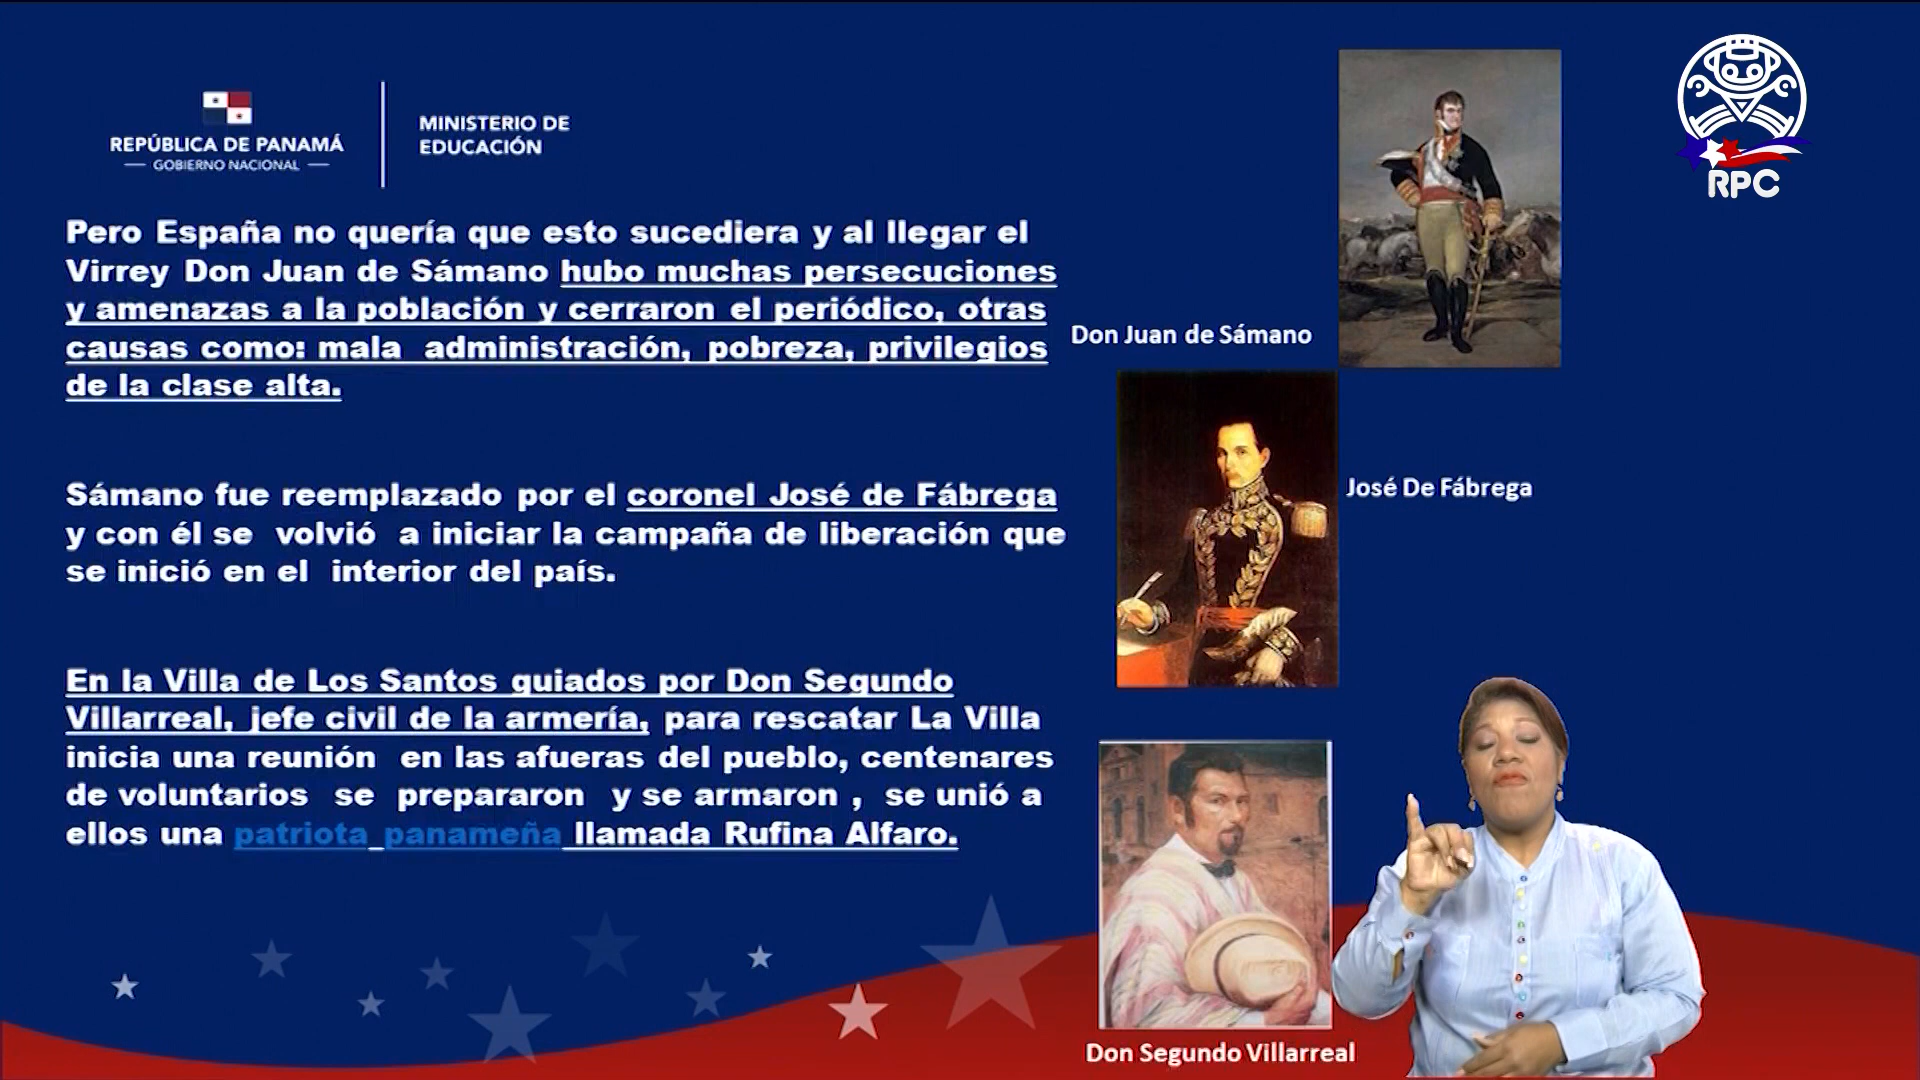 REPÚBLICA DE PANAMÁ
GOBIERNO NACIONAL
MINISTERIO DE
EDUCACIÓN
RPC
Pero España no quería que esto sucediera y al llegar el
Virrey Don Juan de Sámano hubo muchas persecuciones
y amenazas a la población y cerraron el periódico, otras
causas como: mala administración, pobreza, privilegios
de la clase alta.
Sámano fue reemplazado por el coronel José de Fábrega
y con él se volvió a iniciar la campaña de liberación que
se inició en el interior del país.
En la Villa de Los Santos guiados por Don Segundo
Villarreal, jefe civil de la armería, para rescatar La Villa
inicia una reunión en las afueras del pueblo, centenares
de voluntarios se prepararon y se armaron , se unió a
ellos una patriota panameña llamada Rufina Alfaro.
Don Juan de Sámano
José De Fábrega
Don Segundo Villarreal